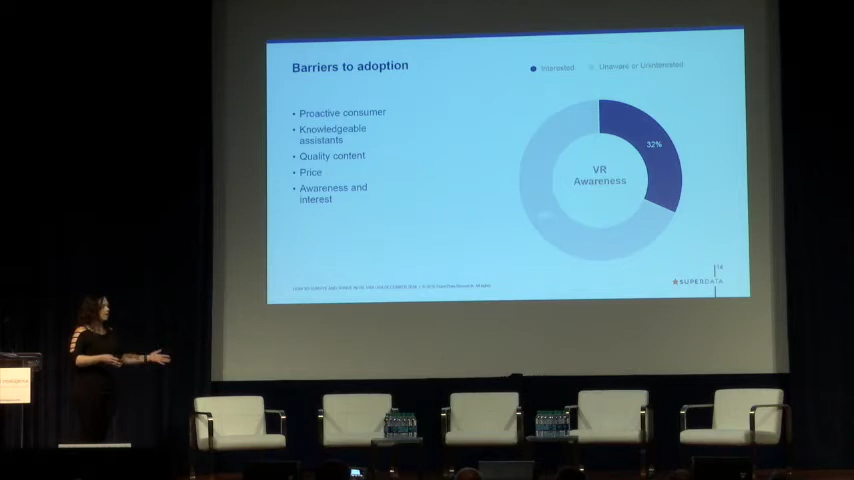 Barriers to adoption
Interested
Unaware or Uninterested
• Proactive consumer
• Knowledgeable
assistants
• Quality content
• Price
• Awareness and
interest
32%
VR
Awareness
14
SUPERDATA